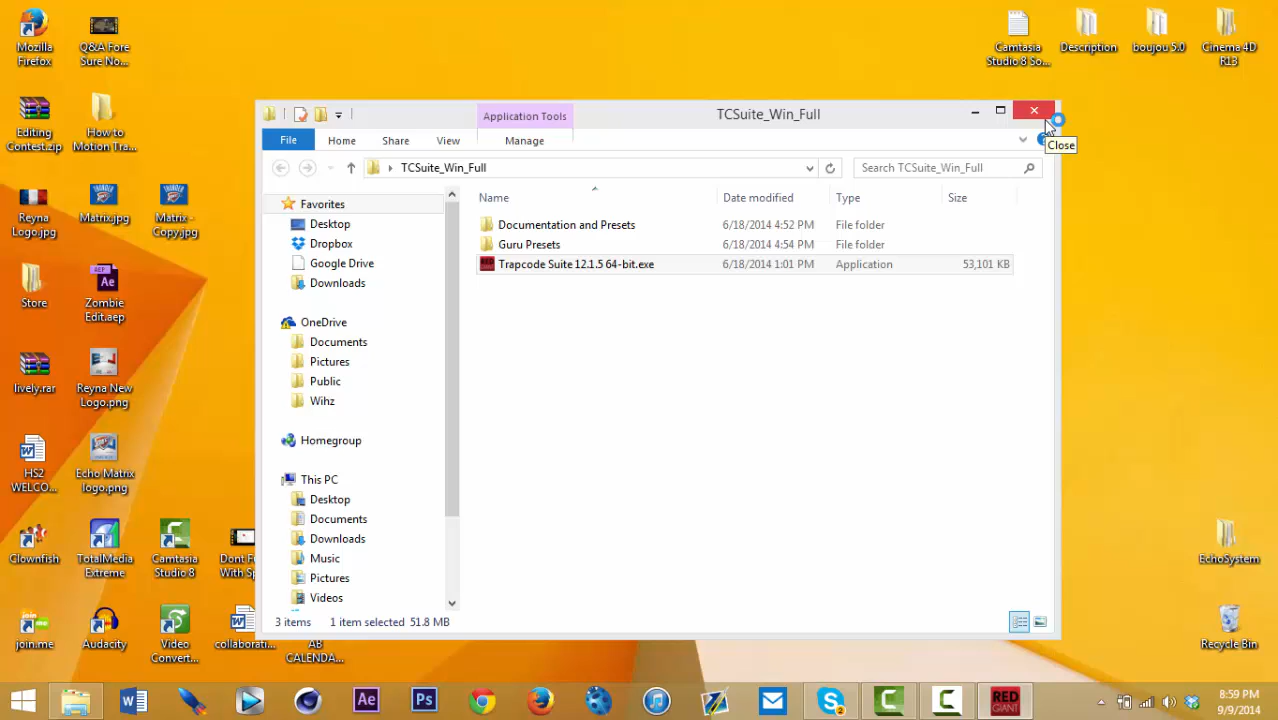 Mozilla
Firefox
Q&A Fore
Sure No...
Camtasia
Studio 8 So...
Description
boujou 5.0
Cinema 4D
R13
Editing
Contest.zip
How to
Motion Tra...
Reyna
Logo.jpg
Matrix.jpg
Matrix -
Copy.jpg
Store
Zombie
Edit.aep
lively.rar
Reyna New
Logo.png
HS2
WELCO...
Echo Matrix
logo.png
Clownfish
TotalMedia
Extreme
Camtasia
Studio 8
join.me
Audacity
Video
Convert...
collaborati...
AB
CALENDA...
EchoSystem
Recycle Bin
Application Tools
TCSuite_Win_Full
Close
File
Home
Share
View
Manage
TCSuite_Win_Full
Search TCSuite_Win_Full
Favorites
Desktop
Dropbox
Google Drive
Downloads
OneDrive
Documents
Pictures
Public
Wihz
Homegroup
This PC
Desktop
Documents
Downloads
Music
Pictures
Videos
Name
Date modified
Type
Size
Documentation and Presets
6/18/2014 4:52 PM
File folder
Guru Presets
6/18/2014 4:54 PM
File folder
Trapcode Suite 12.1.5 64-bit.exe
6/18/2014 1:01 PM
Application
53,101 KB
3 items
1 item selected 51.8 MB
Ae
Ps
RED
GIANT
8:59 PM
9/9/2014